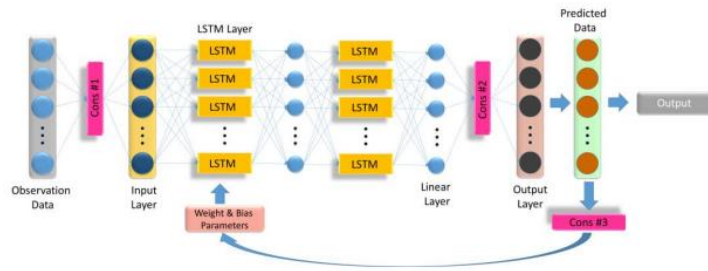 Predicted
Data
LSTM Layer
LSTM
LSTM
LSTM
LSTM
LSTM
LSTM
LSTM
LSTM
Cons #1
Cons #2
Output
Observation
Data
Input
Layer
Linear
Layer
Output
Layer
Weight & Bias
Parameters
Cons #3